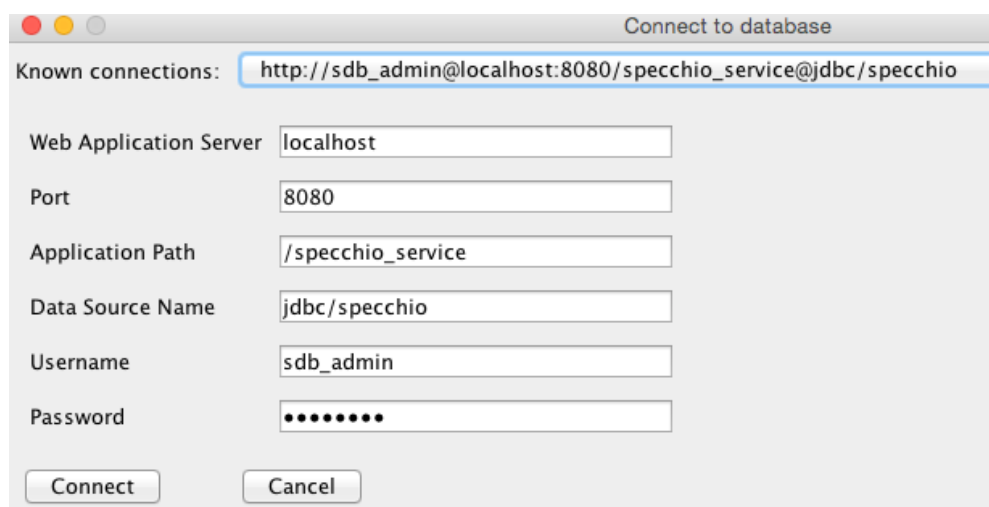 Connect to database
Known connections: http://sdb_admin@localhost:8080/specchio_service@jdbc/specchio
Web Application Server localhost
Port 8080
Application Path /specchio_service
Data Source Name jdbc/specchio
Username sdb_admin
Password ••••••••
Connect Cancel